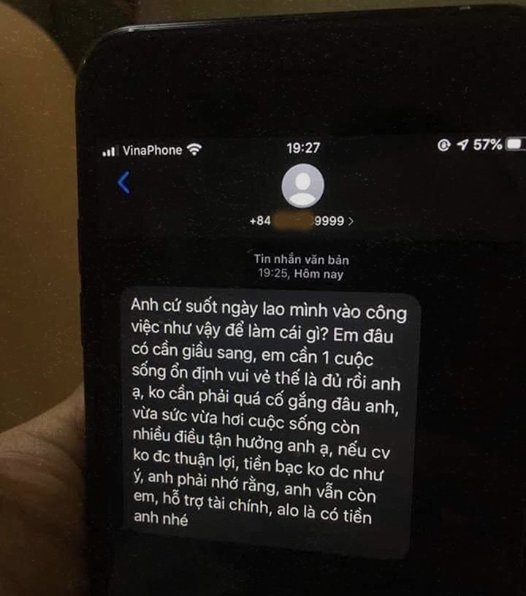 VinaPhone 19:27 57%
+84 9999 >
Tin nhắn văn bản
19:25, Hôm nay
Anh cứ suốt ngày lao mình vào công
việc như vậy để làm cái gì? Em đâu
có cần giầu sang, em cần 1 cuộc
sống ổn định vui vẻ thế là đủ rồi anh
ạ, ko cần phải quá cố gắng đâu anh,
vừa sức vừa hơi cuộc sống còn
nhiều điều tận hưởng anh ạ, nếu cv
ko đc thuận lợi, tiền bạc ko dc như
ý, anh phải nhớ rằng, anh vẫn còn
em, hỗ trợ tài chính, alo là có tiền
anh nhé